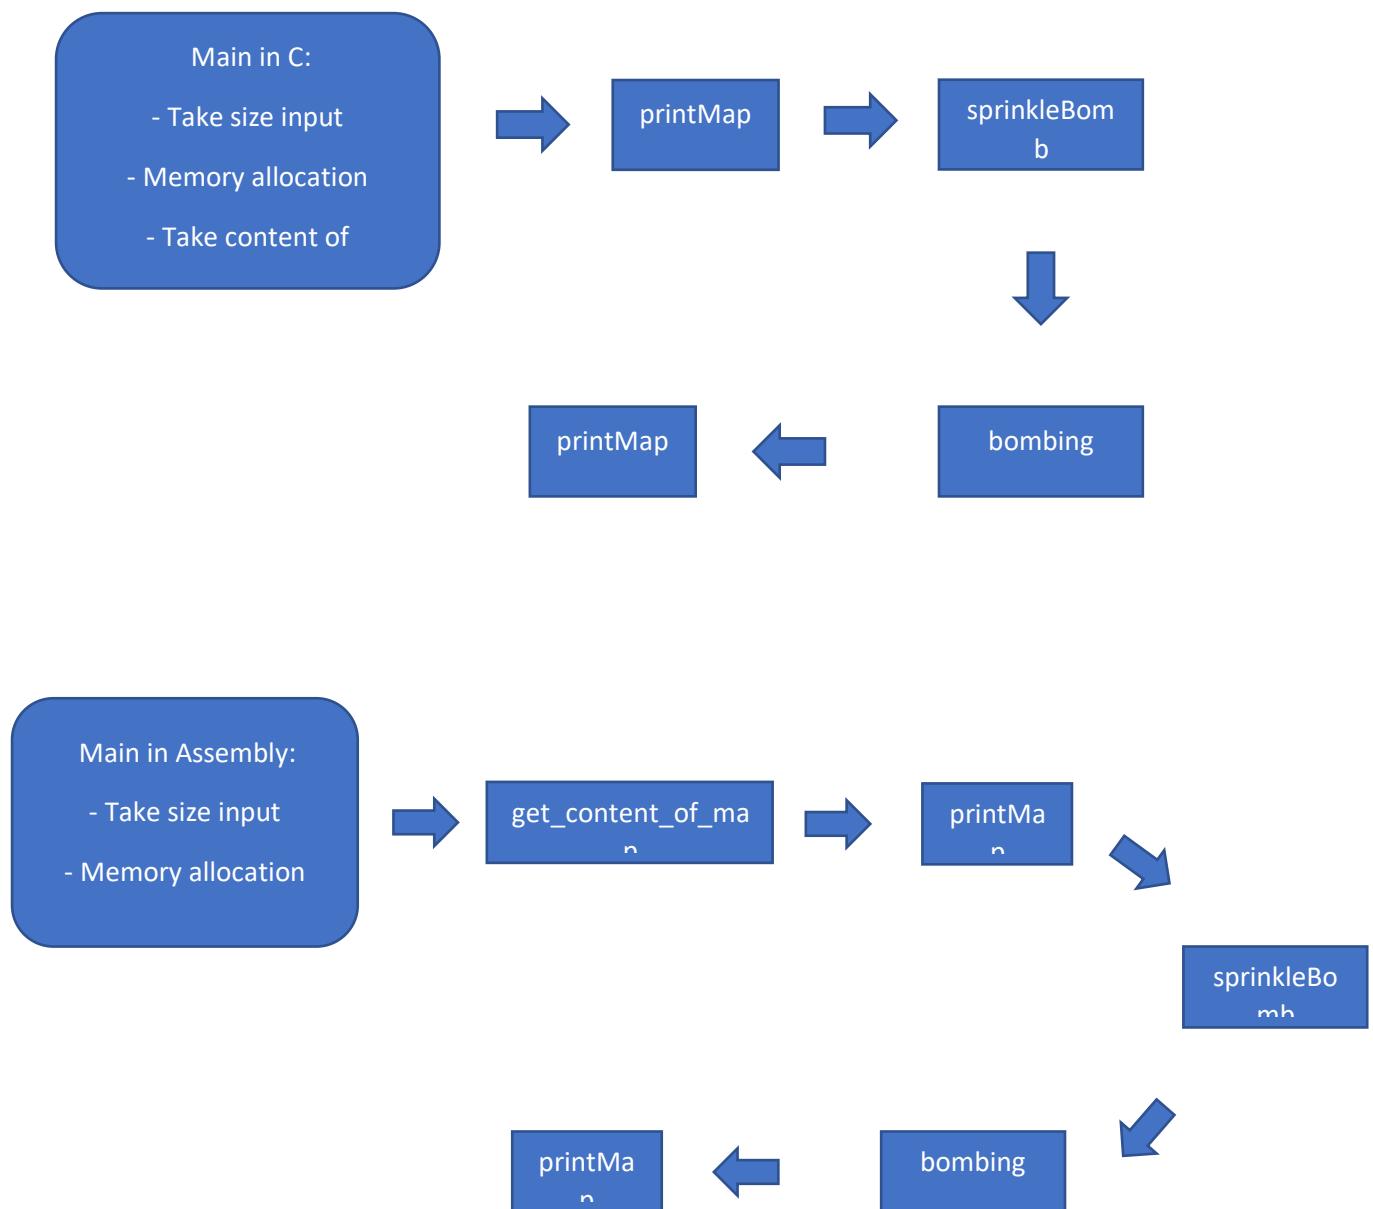 Main in C:
- Take size input
- Memory allocation
- Take content of
printMap
sprinkleBom
b
bombing
printMap
Main in Assembly:
- Take size input
- Memory allocation
get_content_of_ma
p
printMa
p
sprinkleBo
mb
bombing
printMa
p